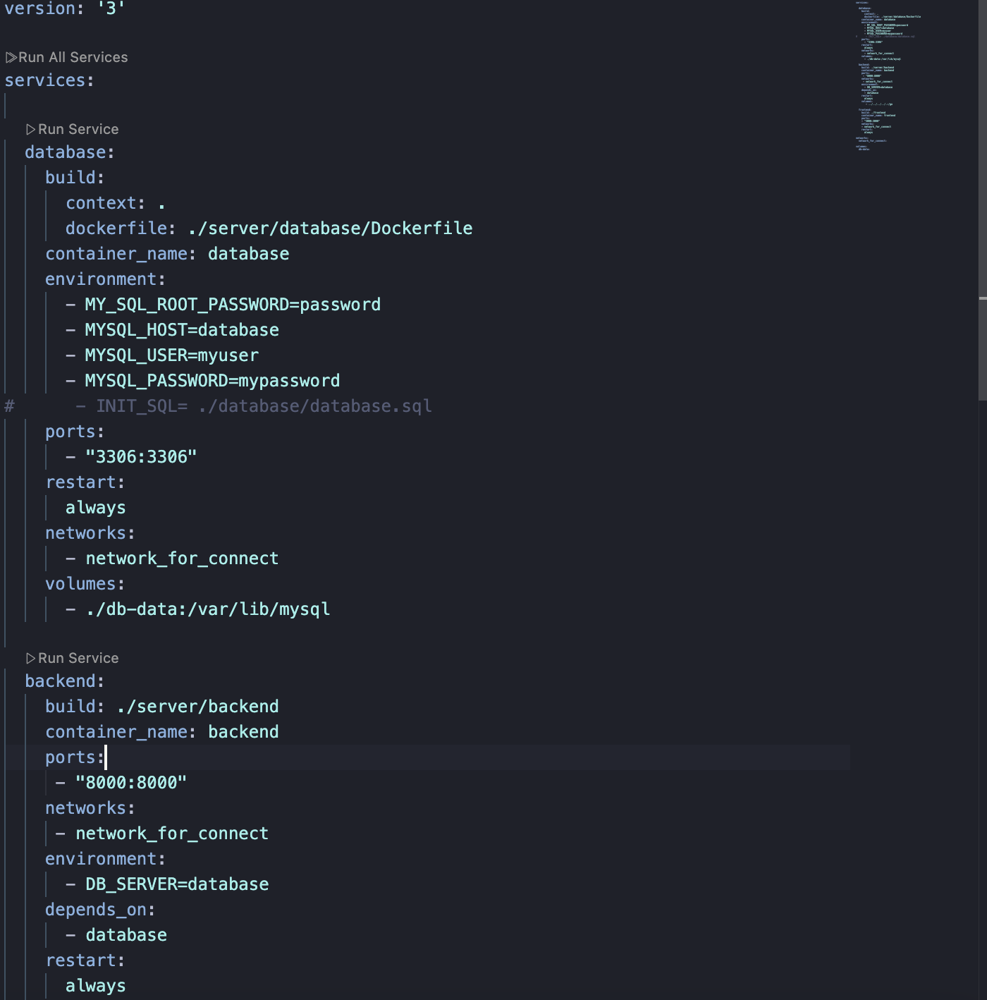 version: '3'
Run All Services
services:
Run Service
  database:
    build:
      context: .
      dockerfile: ./server/database/Dockerfile
    container_name: database
    environment:
      - MY_SQL_ROOT_PASSWORD=password
      - MYSQL_HOST=database
      - MYSQL_USER=myuser
      - MYSQL_PASSWORD=mypassword
#      - INIT_SQL= ./database/database.sql
    ports:
      - "3306:3306"
    restart:
      always
    networks:
      - network_for_connect
    volumes:
      - ./db-data:/var/lib/mysql
Run Service
  backend:
    build: ./server/backend
    container_name: backend
    ports:
     - "8000:8000"
    networks:
     - network_for_connect
    environment:
      - DB_SERVER=database
    depends_on:
      - database
    restart:
      always